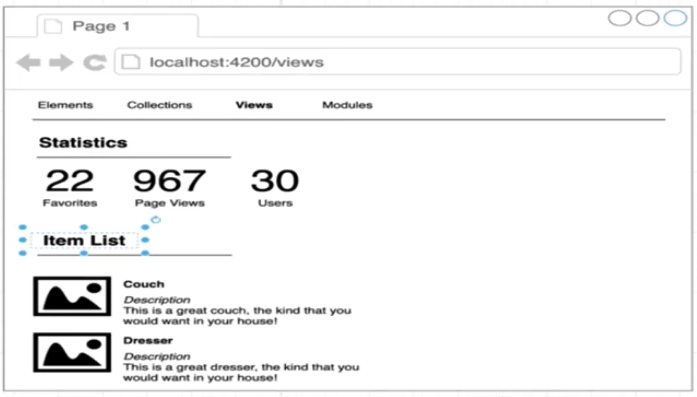 Page 1
localhost:4200/views
Elements Collections Views Modules
Statistics
22 967 30
Favorites Page Views Users
Item List
Couch
Description
This is a great couch, the kind that you
would want in your house!
Dresser
Description
This is a great dresser, the kind that you
would want in your house!